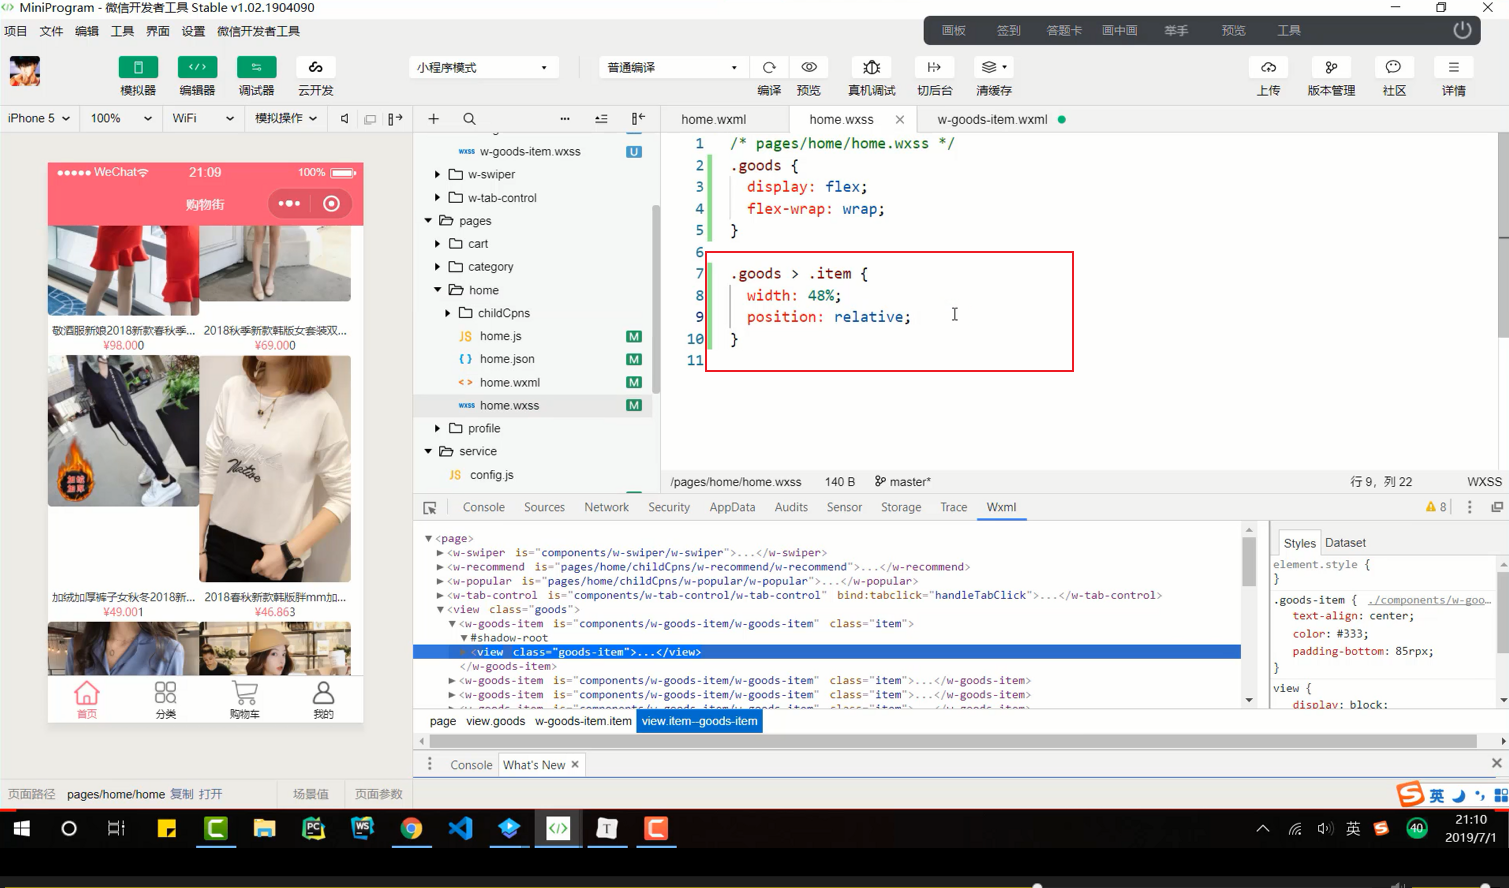 MiniProgram - 微信开发者工具 Stable v1.02.1904090
项目 文件 编辑 工具 界面 设置 微信开发者工具
画板 签到 答题卡 画中画 举手 预览 工具
模拟器 编辑器 调试器 云开发
小程序模式 普通编译
编译 预览 真机调试 切后台 清缓存
上传 版本管理 社区 详情
iPhone 5 100% WiFi 模拟操作
WeChat 21:09 100%
购物街
敬酒服新娘2018新款春秋季... 2018秋季新款韩版女套装双...
¥98.000 ¥69.000
加绒加厚
加绒加厚裤子女秋冬2018新... 2018春秋新款韩版胖mm加...
¥49.001 ¥46.863
首页 分类 购物车 我的
页面路径 pages/home/home 复制 打开 场景值 页面参数
wxss w-goods-item.wxss U
w-swiper
w-tab-control
pages
cart
category
home
childCpns
JS home.js M
{ } home.json M
< > home.wxml M
wxss home.wxss M
profile
service
JS config.js
home.wxml home.wxss × w-goods-item.wxml
1 /* pages/home/home.wxss */
2 .goods {
3 display: flex;
4 flex-wrap: wrap;
5 }
6
7 .goods > .item {
8 width: 48%;
9 position: relative;
10 }
11
/pages/home/home.wxss 140 B master* 行 9, 列 22 WXSS
Console Sources Network Security AppData Audits Sensor Storage Trace Wxml 8
<page>
<w-swiper is="components/w-swiper/w-swiper">...</w-swiper>
<w-recommend is="pages/home/childCpns/w-recommend/w-recommend">...</w-recommend>
<w-popular is="pages/home/childCpns/w-popular/w-popular">...</w-popular>
<w-tab-control is="components/w-tab-control/w-tab-control" bind:tabclick="handleTabClick">...</w-tab-control>
<view class="goods">
<w-goods-item is="components/w-goods-item/w-goods-item" class="item">
#shadow-root
<view class="goods-item">...</view>
</w-goods-item>
<w-goods-item is="components/w-goods-item/w-goods-item" class="item">...</w-goods-item>
<w-goods-item is="components/w-goods-item/w-goods-item" class="item">...</w-goods-item>
page view.goods w-goods-item.item view.item--goods-item
Styles Dataset
element.style {
}
.goods-item { ./components/w-goo...
text-align: center;
color: #333;
padding-bottom: 85rpx;
}
view {
display: block;
Console What's New ×
英
PC WS T 英 40
21:10
2019/7/1